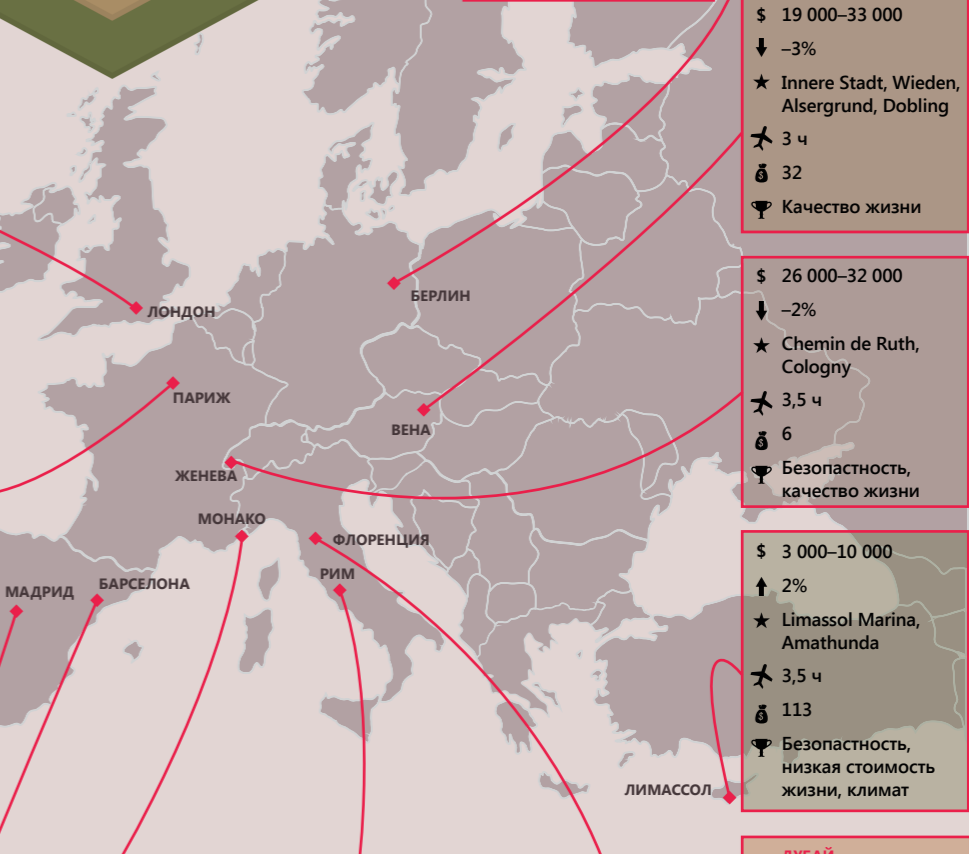 $ 19 000–33 000
–3%
Innere Stadt, Wieden,
Alsergrund, Dobling
3 ч
32
Качество жизни
$ 26 000–32 000
–2%
Chemin de Ruth,
Cologny
3,5 ч
6
Безопастность,
качество жизни
$ 3 000–10 000
2%
Limassol Marina,
Amathunda
3,5 ч
113
Безопастность,
низкая стоимость
жизни, климат
ДУБАЙ
БЕРЛИН
ЛОНДОН
ПАРИЖ
ВЕНА
ЖЕНЕВА
МОНАКО
ФЛОРЕНЦИЯ
РИМ
МАДРИД
БАРСЕЛОНА
ЛИМАССОЛ